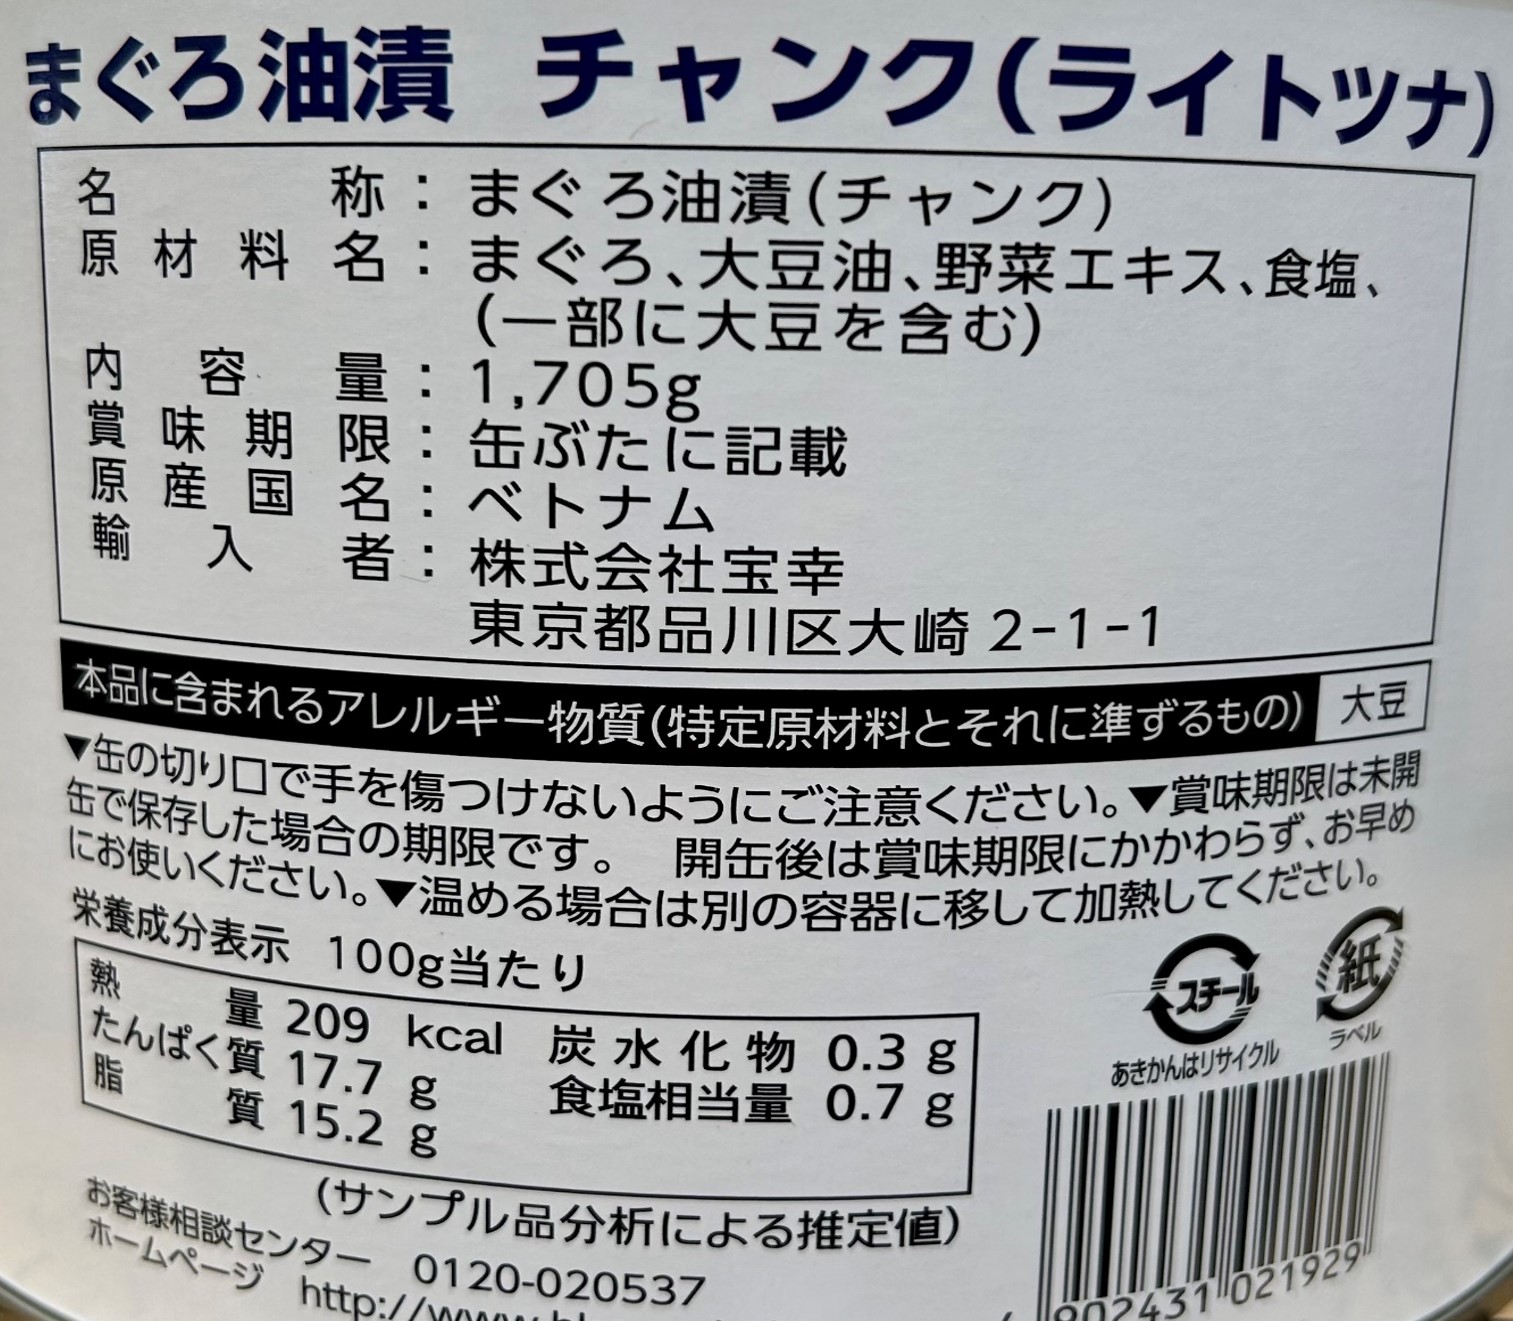 まぐろ油漬 チャンク(ライトツナ)
名称：まぐろ油漬(チャンク)
原材料名：まぐろ、大豆油、野菜エキス、食塩、
(一部に大豆を含む)
内容量：1,705g
賞味期限：缶ぶたに記載
原産国名：ベトナム
輸入者：株式会社宝幸
東京都品川区大崎 2-1-1
本品に含まれるアレルギー物質(特定原材料とそれに準ずるもの) 大豆
▼缶の切り口で手を傷つけないようにご注意ください。▼賞味期限は未開
缶で保存した場合の期限です。 開缶後は賞味期限にかかわらず、お早め
にお使いください。▼温める場合は別の容器に移して加熱してください。
栄養成分表示 100g当たり
熱量 209 kcal 炭水化物 0.3 g
たんぱく質 17.7 g 食塩相当量 0.7 g
脂質 15.2 g
(サンプル品分析による推定値)
スチール
あきかんはリサイクル
紙
ラベル
お客様相談センター 0120-020537
ホームページ http://www.
4 902431 021929